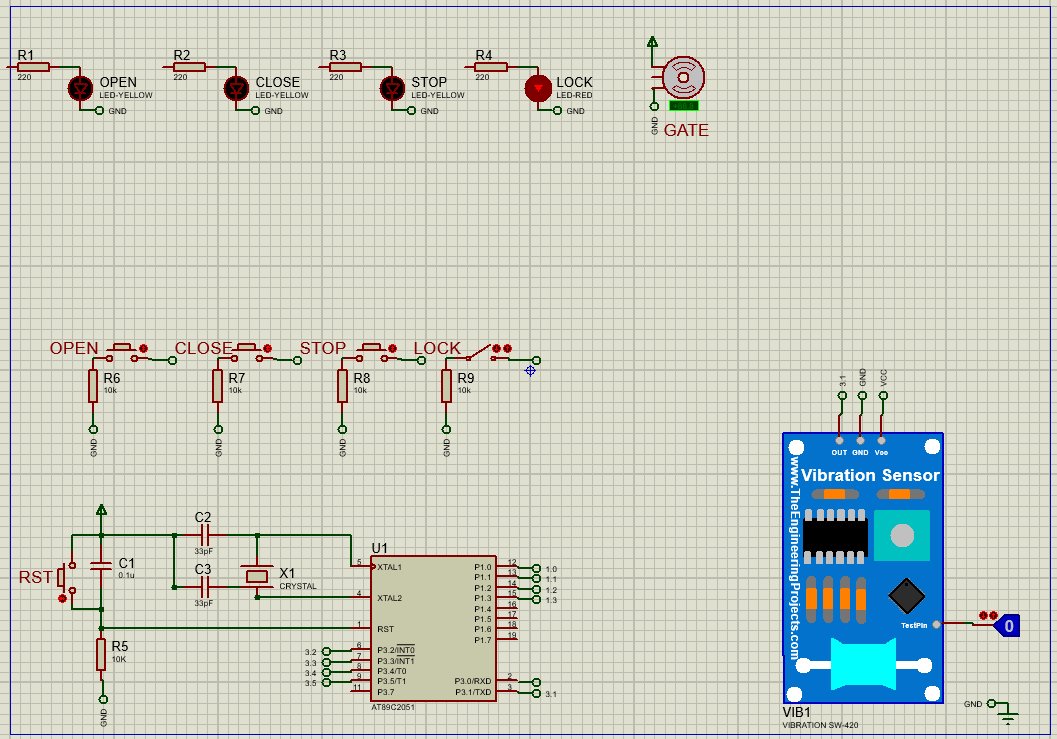 R1
220
OPEN
LED-YELLOW
GND
R2
220
CLOSE
LED-YELLOW
GND
R3
220
STOP
LED-YELLOW
GND
R4
220
LOCK
LED-RED
GND
GND
GATE
OPEN
R6
10k
GND
CLOSE
R7
10k
GND
STOP
R8
10k
GND
LOCK
R9
10k
GND
3.1
GND
VCC
OUT
GND
Vcc
Vibration Sensor
www.TheEngineeringProjects.com
TestPin
0
VIB1
VIBRATION SW-420
GND
RST
C1
0.1u
R5
10K
GND
C2
33pF
C3
33pF
X1
CRYSTAL
U1
5
XTAL1
4
XTAL2
1
RST
3.2
6
P3.2/INT0
3.3
7
P3.3/INT1
3.4
8
P3.4/T0
3.5
9
P3.5/T1
11
P3.7
P1.0
12
1.0
P1.1
13
1.1
P1.2
14
1.2
P1.3
15
1.3
P1.4
16
P1.5
17
P1.6
18
P1.7
19
P3.0/RXD
2
P3.1/TXD
3
3.1
AT89C2051